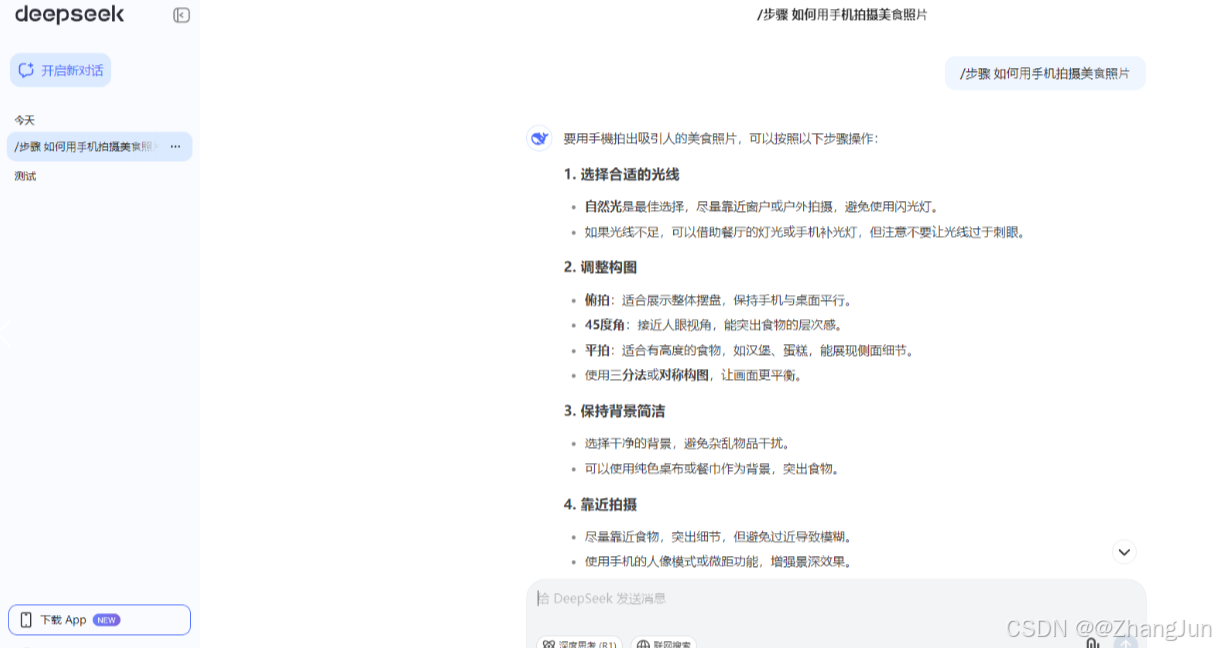 deepseek
开启新对话
今天
/步骤 如何用手机拍摄美食照
测试
下载 App NEW
/步骤 如何用手机拍摄美食照片
/步骤 如何用手机拍摄美食照片
要用手機拍出吸引人的美食照片，可以按照以下步骤操作：
1. 选择合适的光线
自然光是最佳选择，尽量靠近窗户或户外拍摄，避免使用闪光灯。
如果光线不足，可以借助餐厅的灯光或手机补光灯，但注意不要让光线过于刺眼。
2. 调整构图
俯拍：适合展示整体摆盘，保持手机与桌面平行。
45度角：接近人眼视角，能突出食物的层次感。
平拍：适合有高度的食物，如汉堡、蛋糕，能展现侧面细节。
使用三分法或对称构图，让画面更平衡。
3. 保持背景简洁
选择干净的背景，避免杂乱物品干扰。
可以使用纯色桌布或餐巾作为背景，突出食物。
4. 靠近拍摄
尽量靠近食物，突出细节，但避免过近导致模糊。
使用手机的人像模式或微距功能，增强景深效果。
给 DeepSeek 发送消息
深度思考 (R1)
联网搜索
CSDN @@ZhangJun